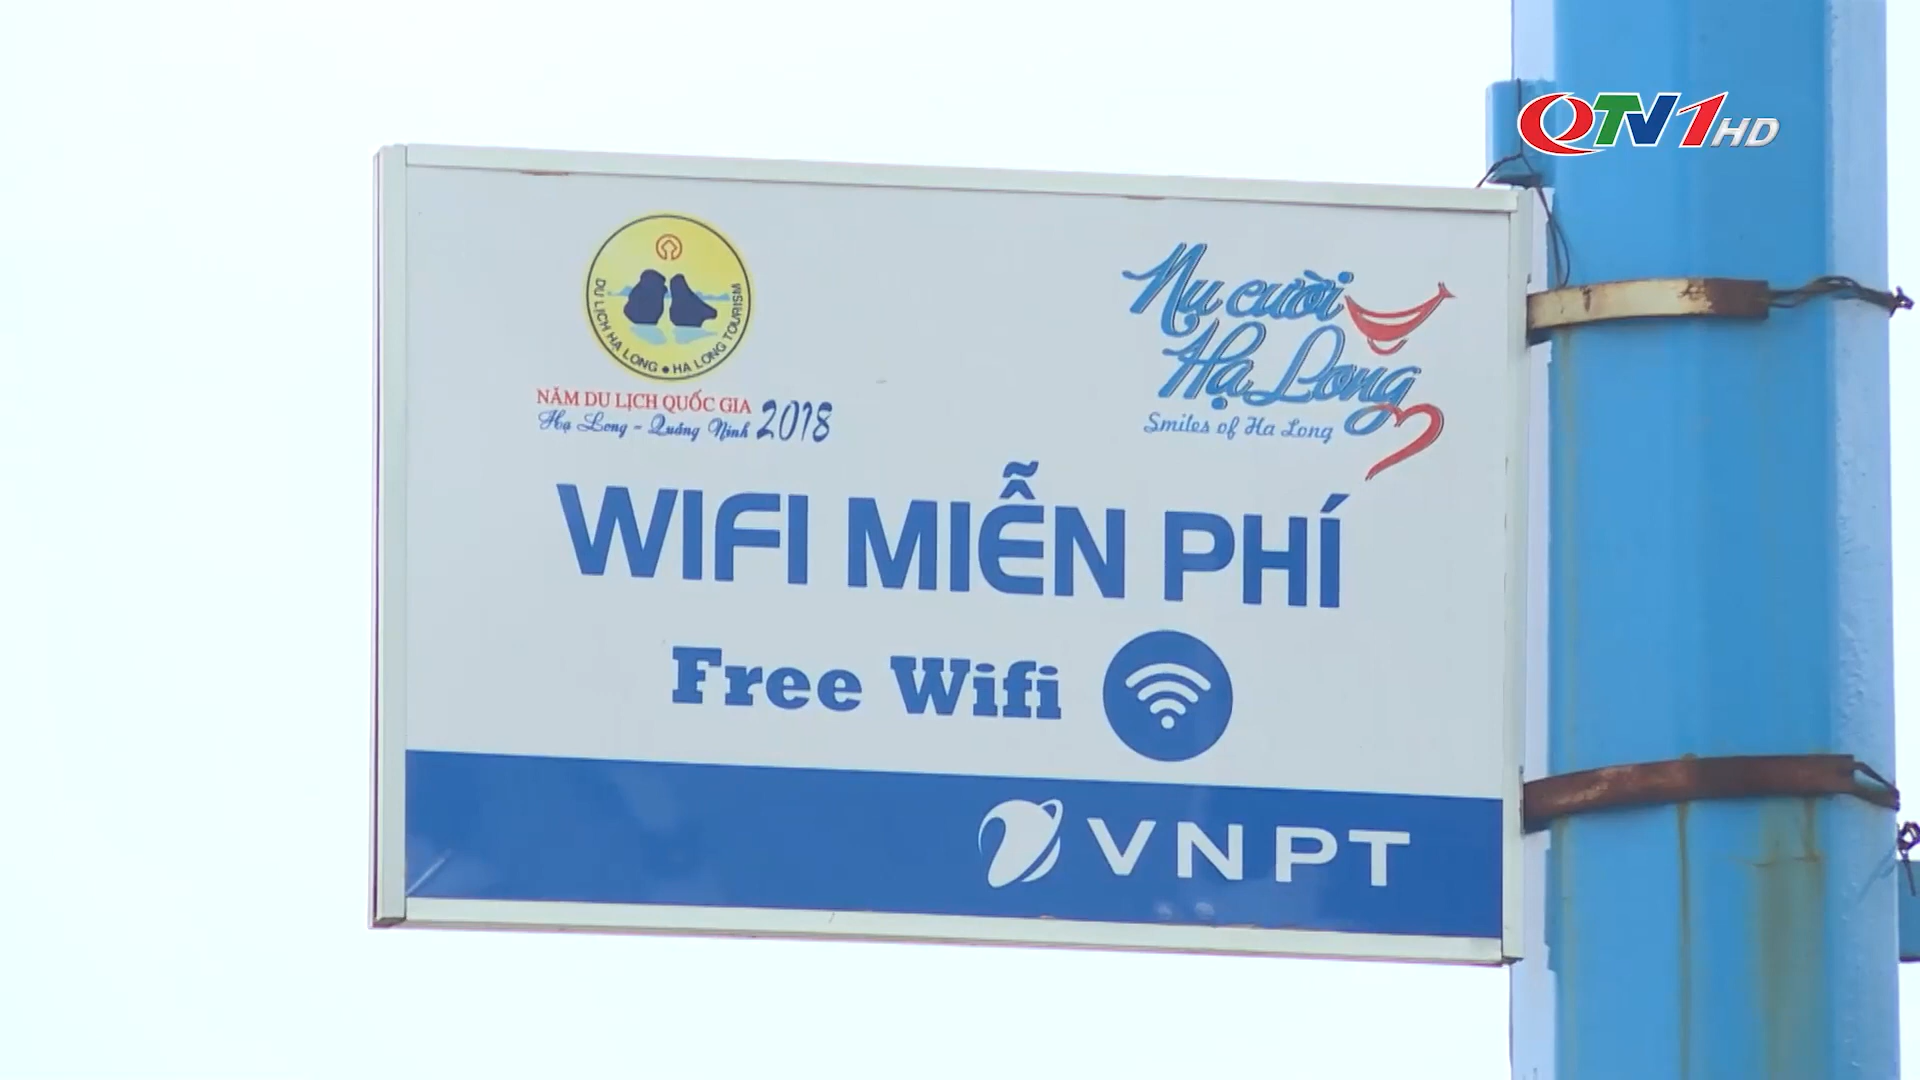 QTV1HD
DU LỊCH HẠ LONG • HA LONG TOURISM
NĂM DU LỊCH QUỐC GIA
Hạ Long - Quảng Ninh 2018
Nụ cười
Hạ Long
Smiles of Ha Long
WIFI MIỄN PHÍ
Free Wifi
VNPT